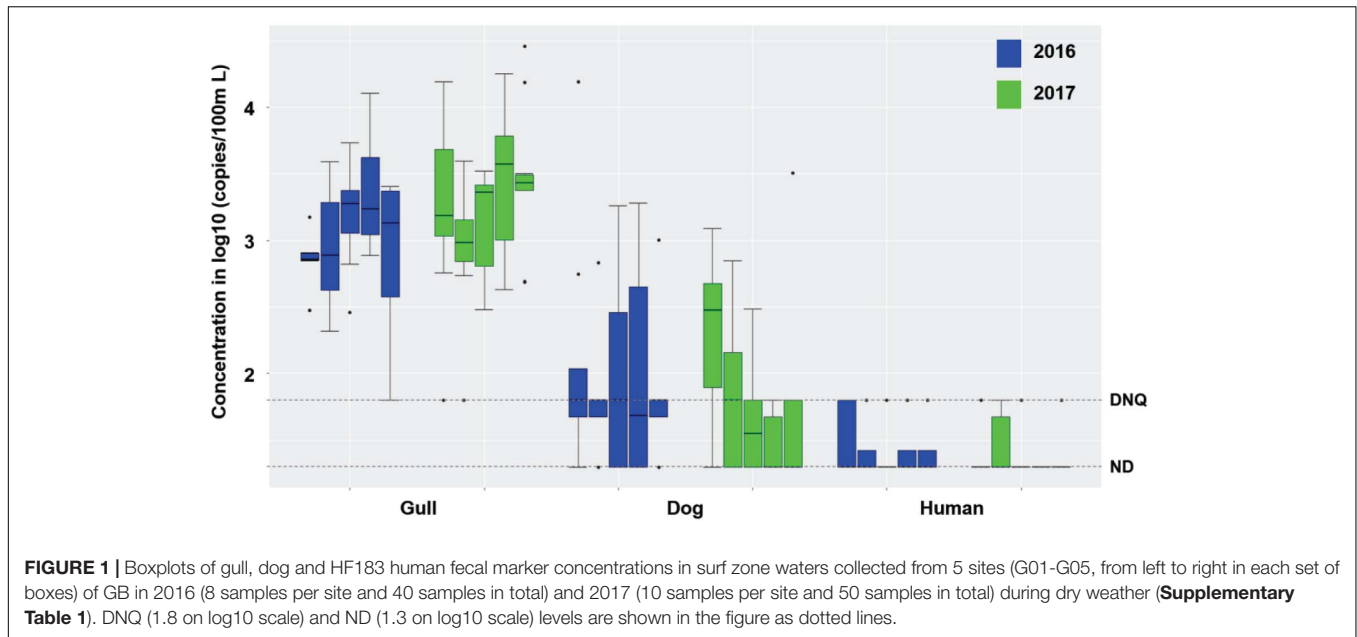 2016
2017
Concentration in log10 (copies/100m L)
4
3
2
DNQ
ND
Gull Dog Human
FIGURE 1 | Boxplots of gull, dog and HF183 human fecal marker concentrations in surf zone waters collected from 5 sites (G01-G05, from left to right in each set of
boxes) of GB in 2016 (8 samples per site and 40 samples in total) and 2017 (10 samples per site and 50 samples in total) during dry weather (Supplementary
Table 1). DNQ (1.8 on log10 scale) and ND (1.3 on log10 scale) levels are shown in the figure as dotted lines.